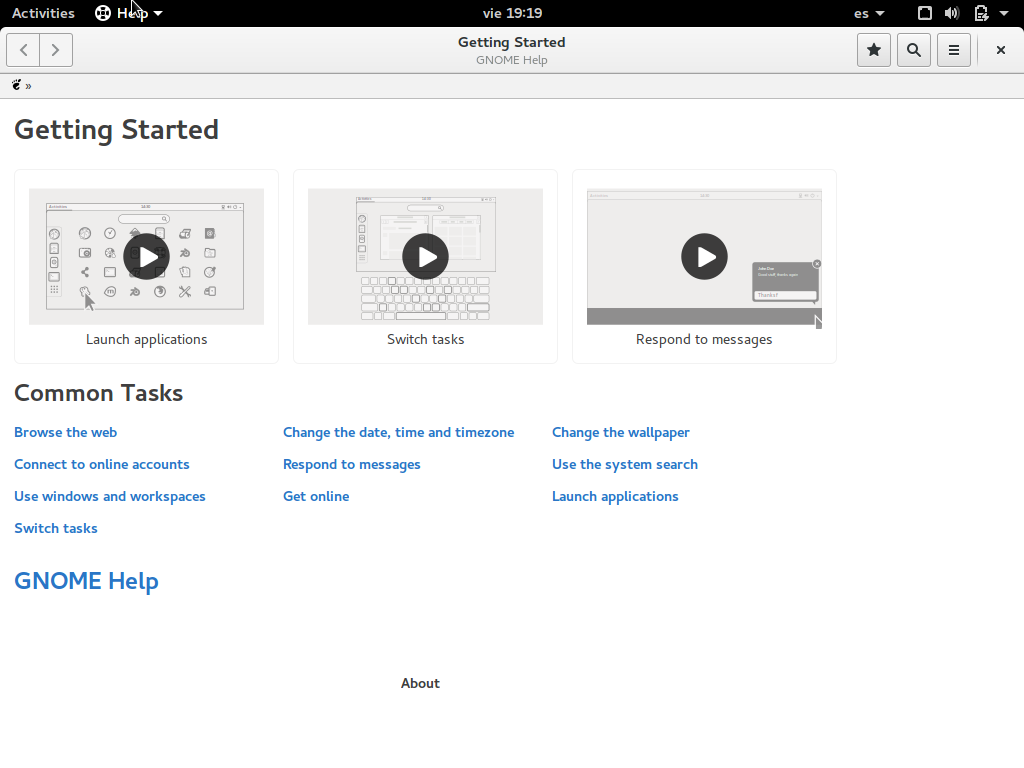 Activities Help vie 19:19 es
Getting Started
GNOME Help
»
Getting Started
Launch applications Switch tasks Respond to messages
Common Tasks
Browse the web Change the date, time and timezone Change the wallpaper
Connect to online accounts Respond to messages Use the system search
Use windows and workspaces Get online Launch applications
Switch tasks
GNOME Help
About